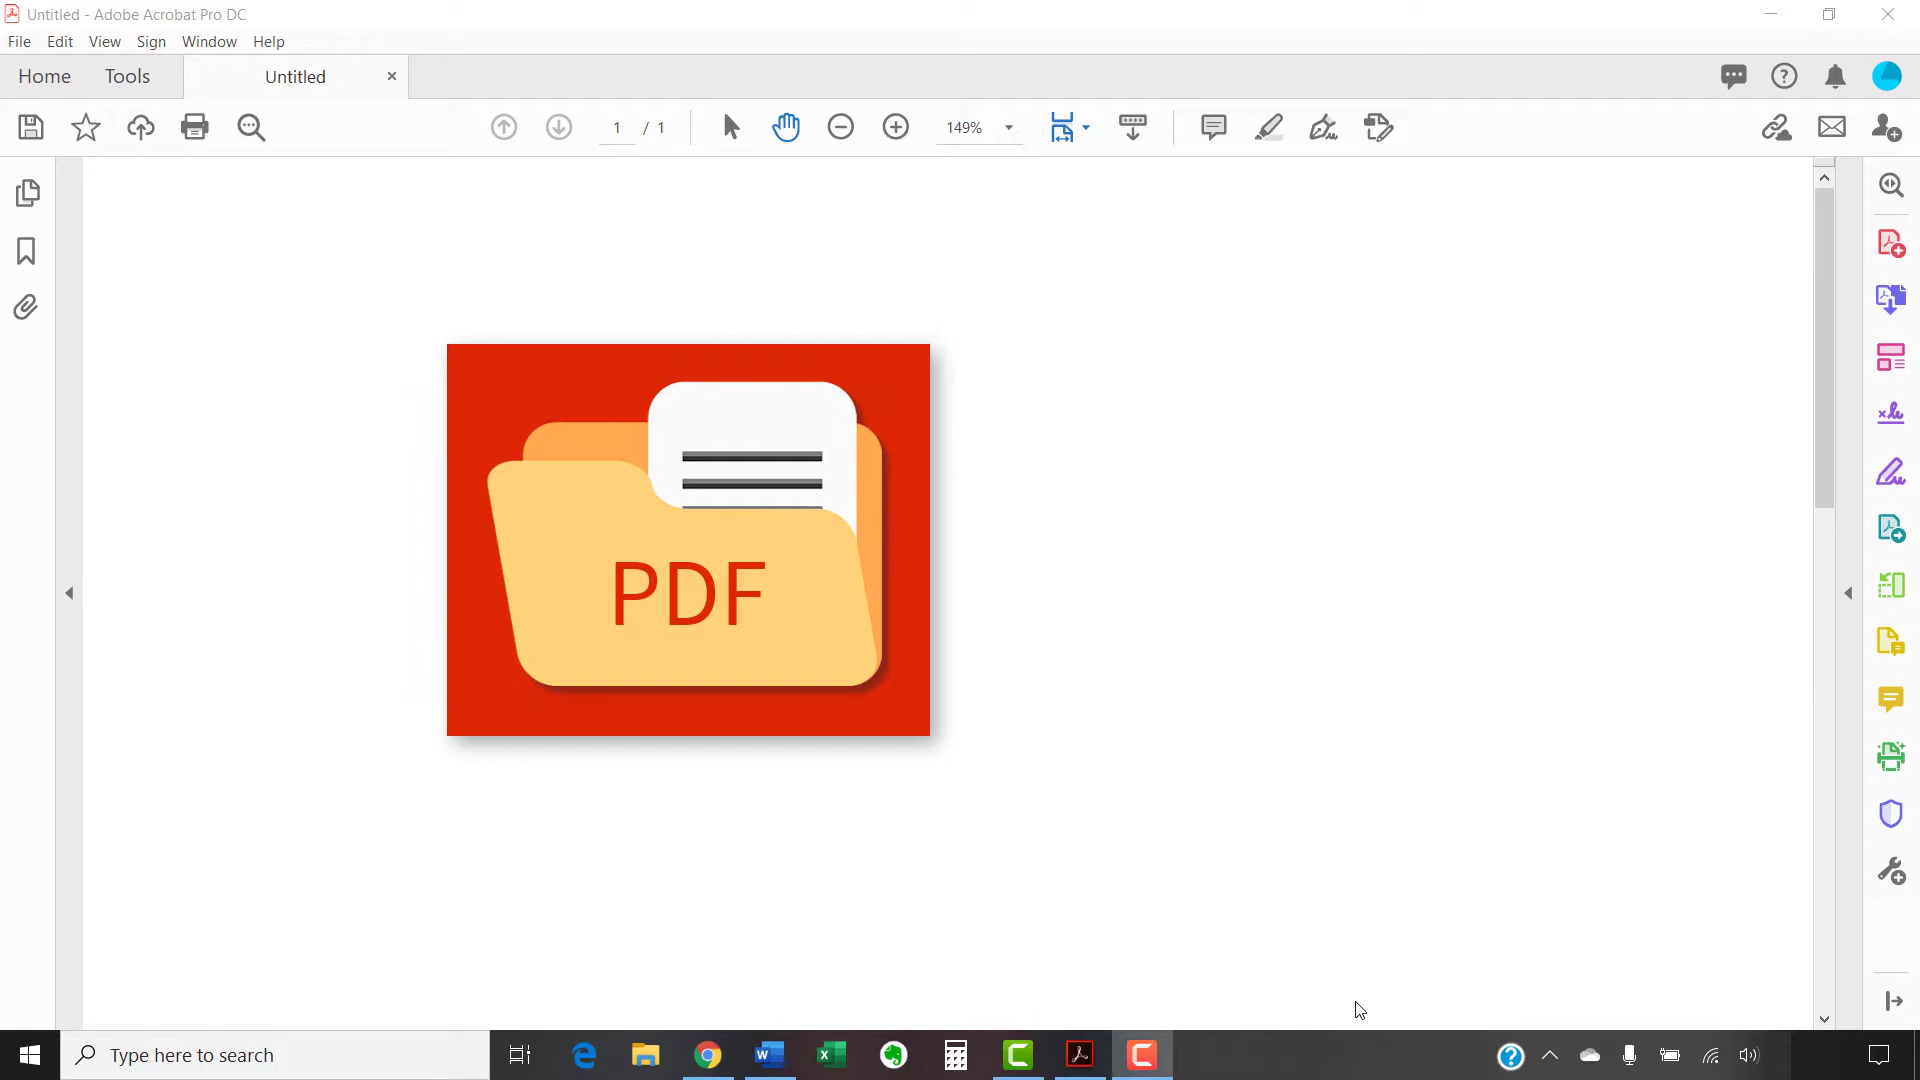 Untitled - Adobe Acrobat Pro DC
File Edit View Sign Window Help
Home Tools Untitled
1 / 1 149%
PDF
Type here to search